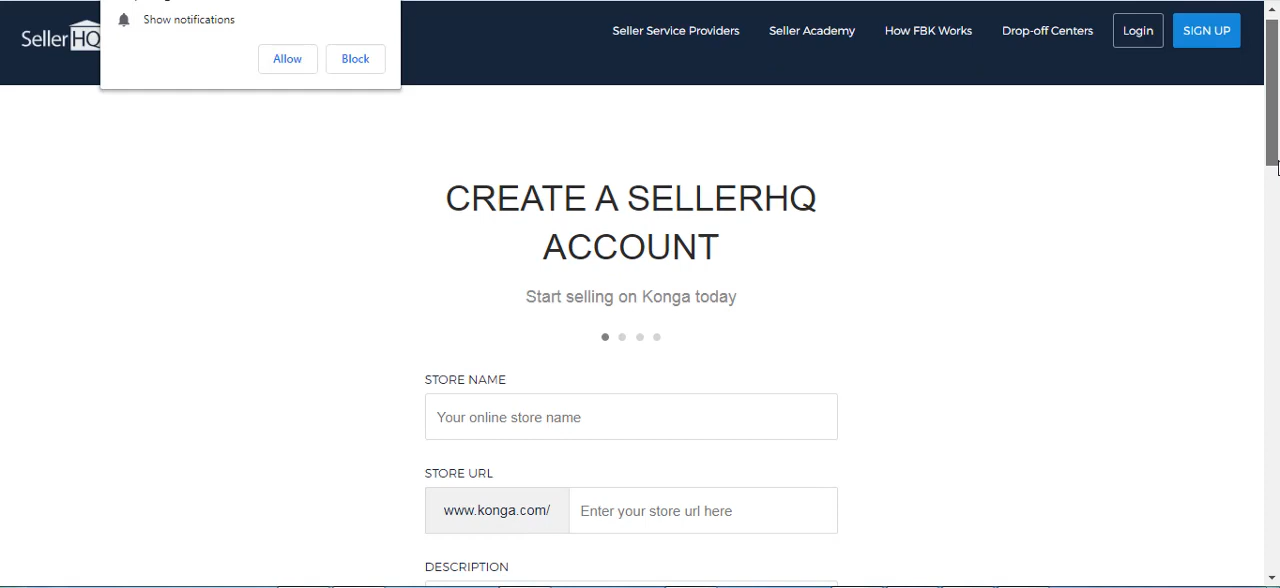 Show notifications
Allow Block
SellerHQ
Seller Service Providers Seller Academy How FBK Works Drop-off Centers Login SIGN UP
CREATE A SELLERHQ
ACCOUNT
Start selling on Konga today
STORE NAME
Your online store name
STORE URL
www.konga.com/ Enter your store url here
DESCRIPTION